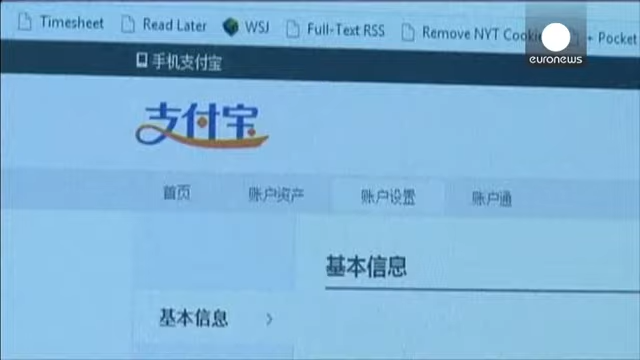 Timesheet Read Later WSJ Full-Text RSS Remove NYT Cookie + Pocket
euronews
手机支付宝
支付宝
首页 账户资产 账户设置 账户通
基本信息
基本信息